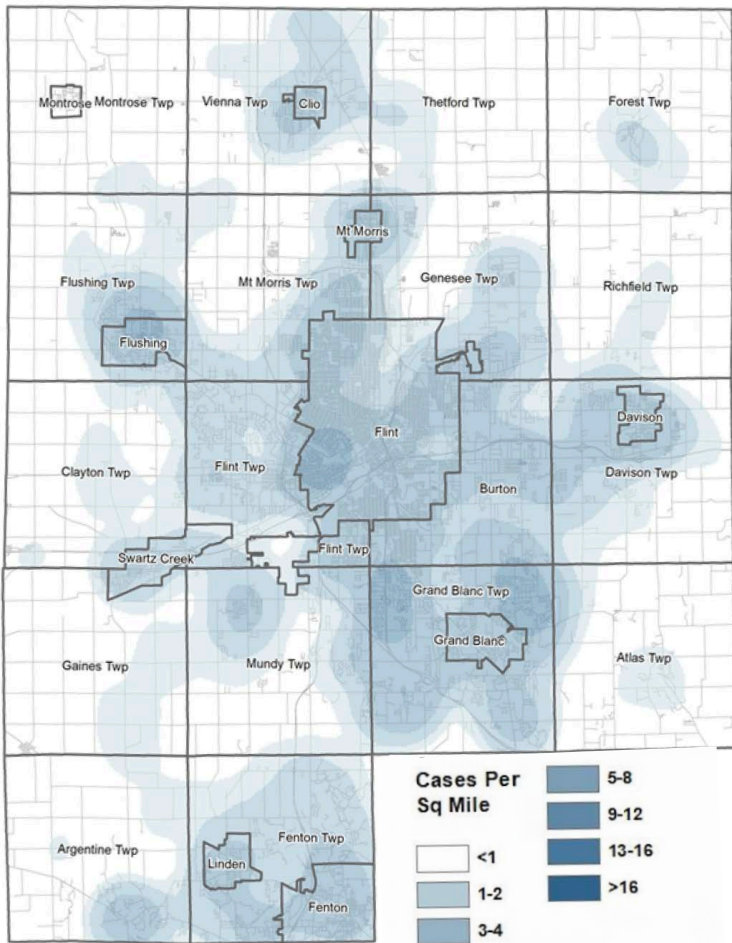 Montrose
Montrose Twp
Vienna Twp
Clio
Thetford Twp
Forest Twp
Mt Morris
Flushing Twp
Mt Morris Twp
Genesee Twp
Richfield Twp
Flushing
Flint
Davison
Clayton Twp
Flint Twp
Davison Twp
Burton
Swartz Creek
Flint Twp
Grand Blanc Twp
Grand Blanc
Gaines Twp
Mundy Twp
Atlas Twp
Argentine Twp
Fenton Twp
Linden
Fenton
Cases Per
Sq Mile
<1
1-2
3-4
5-8
9-12
13-16
>16